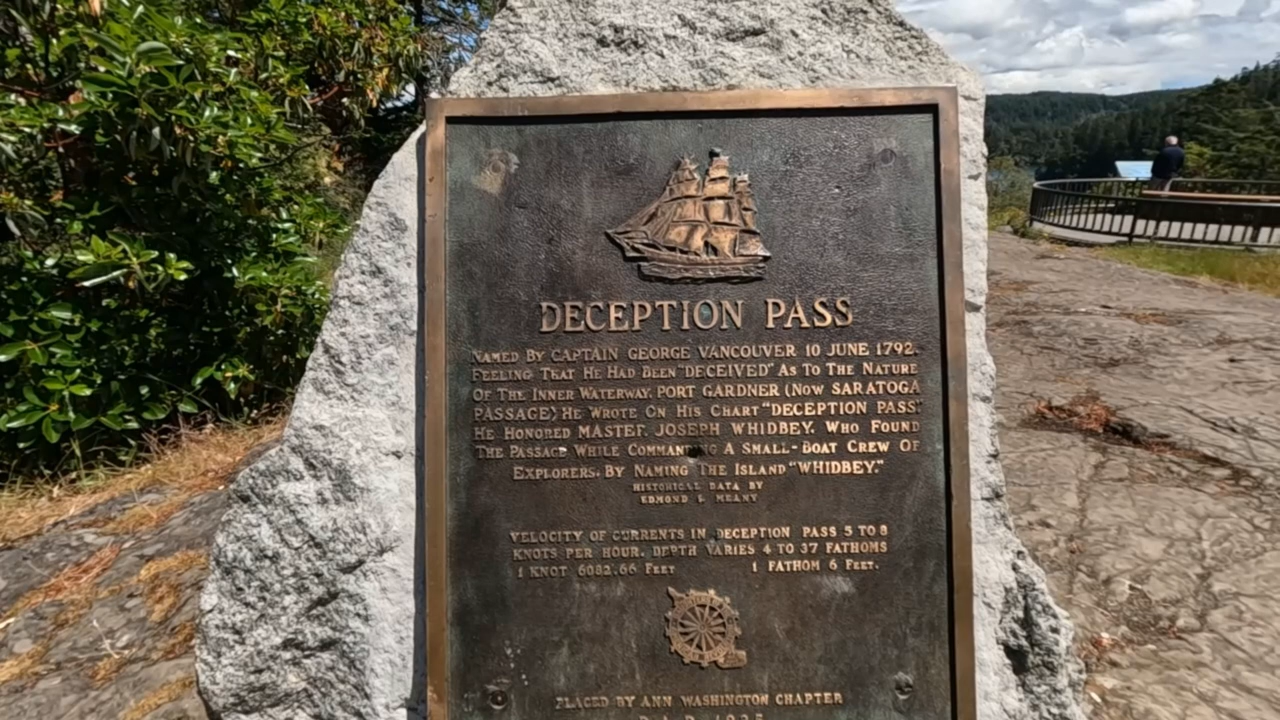 DECEPTION PASS
NAMED BY CAPTAIN GEORGE VANCOUVER 10 JUNE 1792.
FEELING THAT HE HAD BEEN "DECEIVED" AS TO THE NATURE
OF THE INNER WATERWAY, PORT GARDNER (NOW SARATOGA
PASSAGE) HE WROTE ON HIS CHART "DECEPTION PASS."
HE HONORED MASTER JOSEPH WHIDBEY, WHO FOUND
THE PASSAGE WHILE COMMANDING A SMALL-BOAT CREW OF
EXPLORERS, BY NAMING THE ISLAND "WHIDBEY."
HISTORICAL DATA BY
EDMOND S. MEANY
VELOCITY OF CURRENTS IN DECEPTION PASS 5 TO 8
KNOTS PER HOUR. DEPTH VARIES 4 TO 37 FATHOMS
1 KNOT 6082.66 FEET 1 FATHOM 6 FEET.
PLACED BY ANN WASHINGTON CHAPTER
D.A.R.